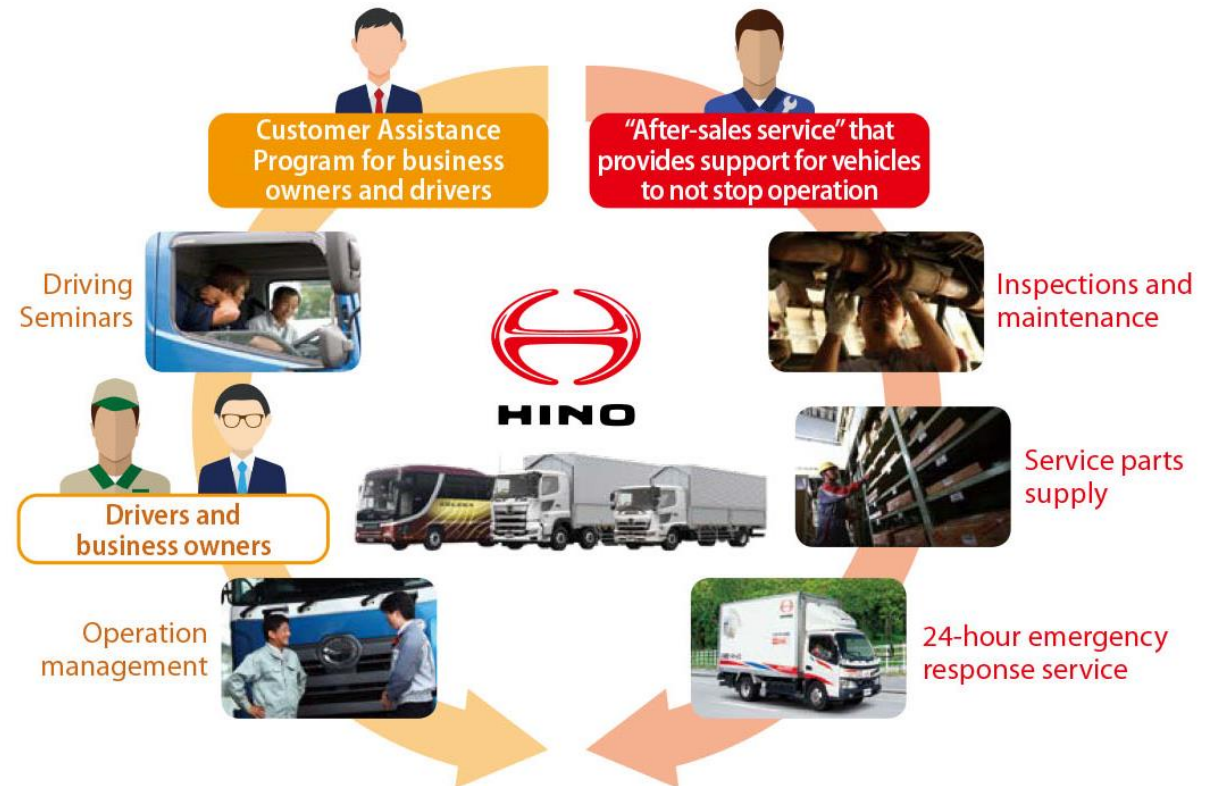 Customer Assistance
Program for business
owners and drivers
“After-sales service” that
provides support for vehicles
to not stop operation
Driving
Seminars
Inspections and
maintenance
HINO
Service parts
supply
Drivers and
business owners
Operation
management
24-hour emergency
response service